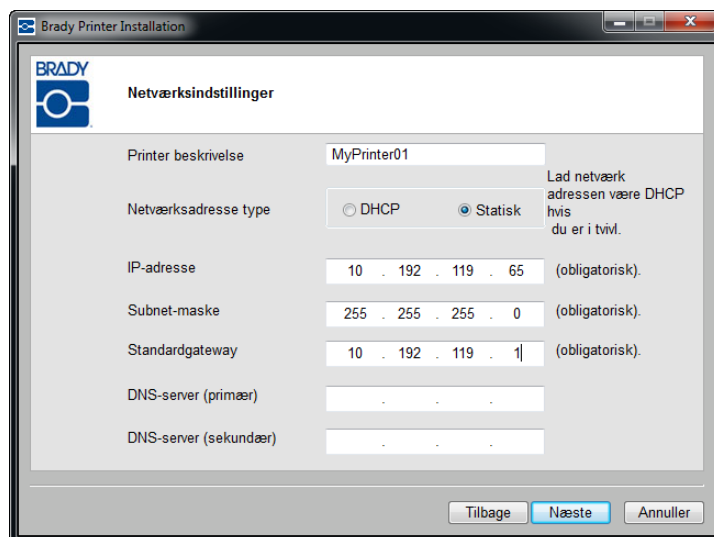 Brady Printer Installation
BRADY
Netværksindstillinger
Printer beskrivelse
MyPrinter01
Netværksadresse type
DHCP
Statisk
Lad netværk
adressen være DHCP
hvis
du er i tvivl.
IP-adresse
10 . 192 . 119 . 65
(obligatorisk).
Subnet-maske
255 . 255 . 255 . 0
(obligatorisk).
Standardgateway
10 . 192 . 119 . 1
(obligatorisk).
DNS-server (primær)
. . .
DNS-server (sekundær)
. . .
Tilbage
Næste
Annuller